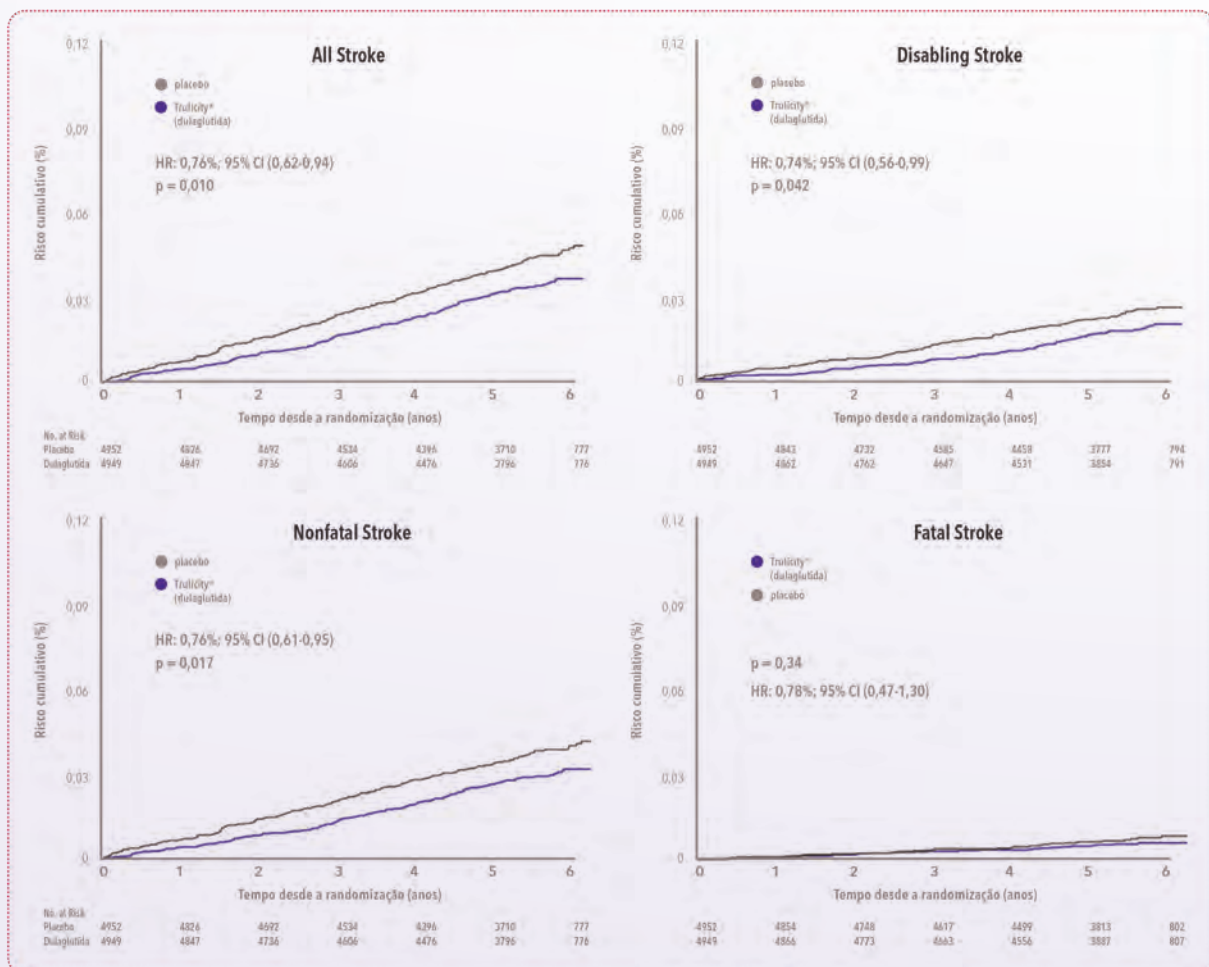 All Stroke
0,12
0,09
0,06
0,03
0
Risco cumulativo (%)
placebo
Trulicity®
(dulaglutida)
HR: 0,76%; 95% CI (0,62-0,94)
p = 0,010
0 1 2 3 4 5 6
Tempo desde a randomização (anos)
No. at Risk
Placebo 4952 4826 4692 4534 4396 3710 777
Dulaglutida 4949 4847 4736 4606 4476 3796 776
Disabling Stroke
0,12
0,09
0,06
0,03
0
Risco cumulativo (%)
placebo
Trulicity®
(dulaglutida)
HR: 0,74%; 95% CI (0,56-0,99)
p = 0,042
0 1 2 3 4 5 6
Tempo desde a randomização (anos)
4952 4843 4732 4585 4458 3777 794
4949 4861 4762 4647 4531 3854 791
Nonfatal Stroke
0,12
0,09
0,06
0,03
0
Risco cumulativo (%)
placebo
Trulicity®
(dulaglutida)
HR: 0,76%; 95% CI (0,61-0,95)
p = 0,017
0 1 2 3 4 5 6
Tempo desde a randomização (anos)
No. at Risk
Placebo 4952 4826 4692 4534 4396 3710 777
Dulaglutida 4949 4847 4736 4606 4476 3796 776
Fatal Stroke
0,12
0,09
0,06
0,03
0
Risco cumulativo (%)
Trulicity®
(dulaglutida)
placebo
p = 0,34
HR: 0,78%; 95% CI (0,47-1,30)
0 1 2 3 4 5 6
Tempo desde a randomização (anos)
4952 4854 4748 4617 4499 3813 802
4949 4866 4773 4663 4556 3887 807